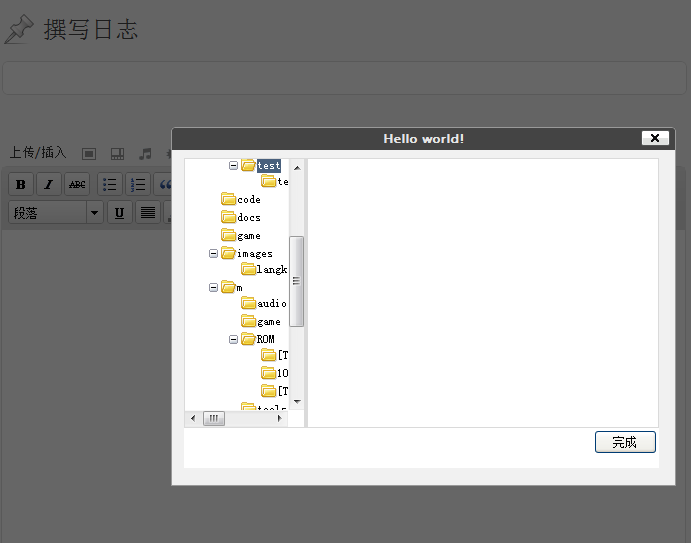 撰写日志
上传/插入
B I ABC
段落
U
Hello world!
test
te
code
docs
game
images
langk
m
audio
game
ROM
[T
10
[T
tools
完成